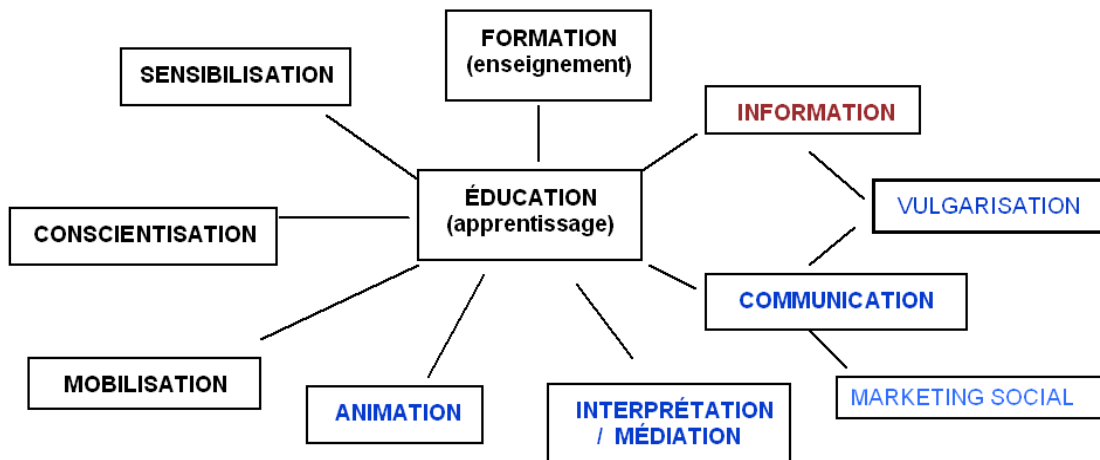 FORMATION
(enseignement)
SENSIBILISATION
INFORMATION
ÉDUCATION
(apprentissage)
VULGARISATION
CONSCIENTISATION
COMMUNICATION
MOBILISATION
ANIMATION
INTERPRÉTATION
/ MÉDIATION
MARKETING SOCIAL